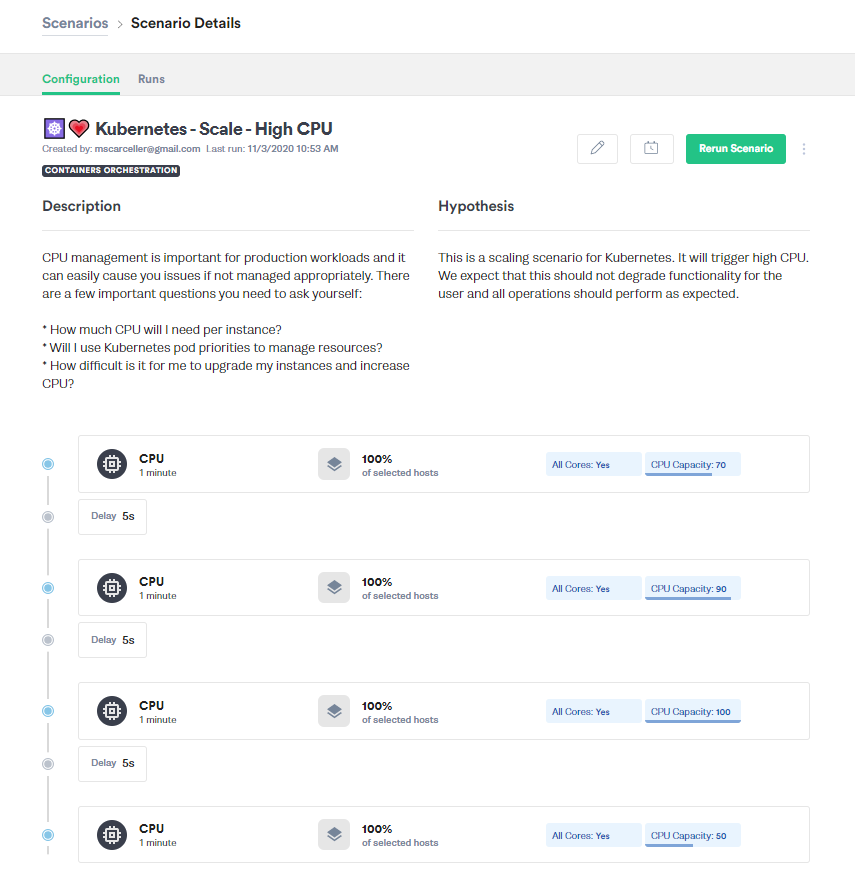 Scenarios > Scenario Details
Configuration Runs
Kubernetes - Scale - High CPU
Created by: mscarceller@gmail.com Last run: 11/3/2020 10:53 AM
Rerun Scenario
CONTAINERS ORCHESTRATION
Description
CPU management is important for production workloads and it
can easily cause you issues if not managed appropriately. There
are a few important questions you need to ask yourself:
* How much CPU will I need per instance?
* Will I use Kubernetes pod priorities to manage resources?
* How difficult is it for me to upgrade my instances and increase
CPU?
Hypothesis
This is a scaling scenario for Kubernetes. It will trigger high CPU.
We expect that this should not degrade functionality for the
user and all operations should perform as expected.
CPU
1 minute
100%
of selected hosts
All Cores: Yes
CPU Capacity: 70
Delay 5s
CPU
1 minute
100%
of selected hosts
All Cores: Yes
CPU Capacity: 90
Delay 5s
CPU
1 minute
100%
of selected hosts
All Cores: Yes
CPU Capacity: 100
Delay 5s
CPU
1 minute
100%
of selected hosts
All Cores: Yes
CPU Capacity: 50